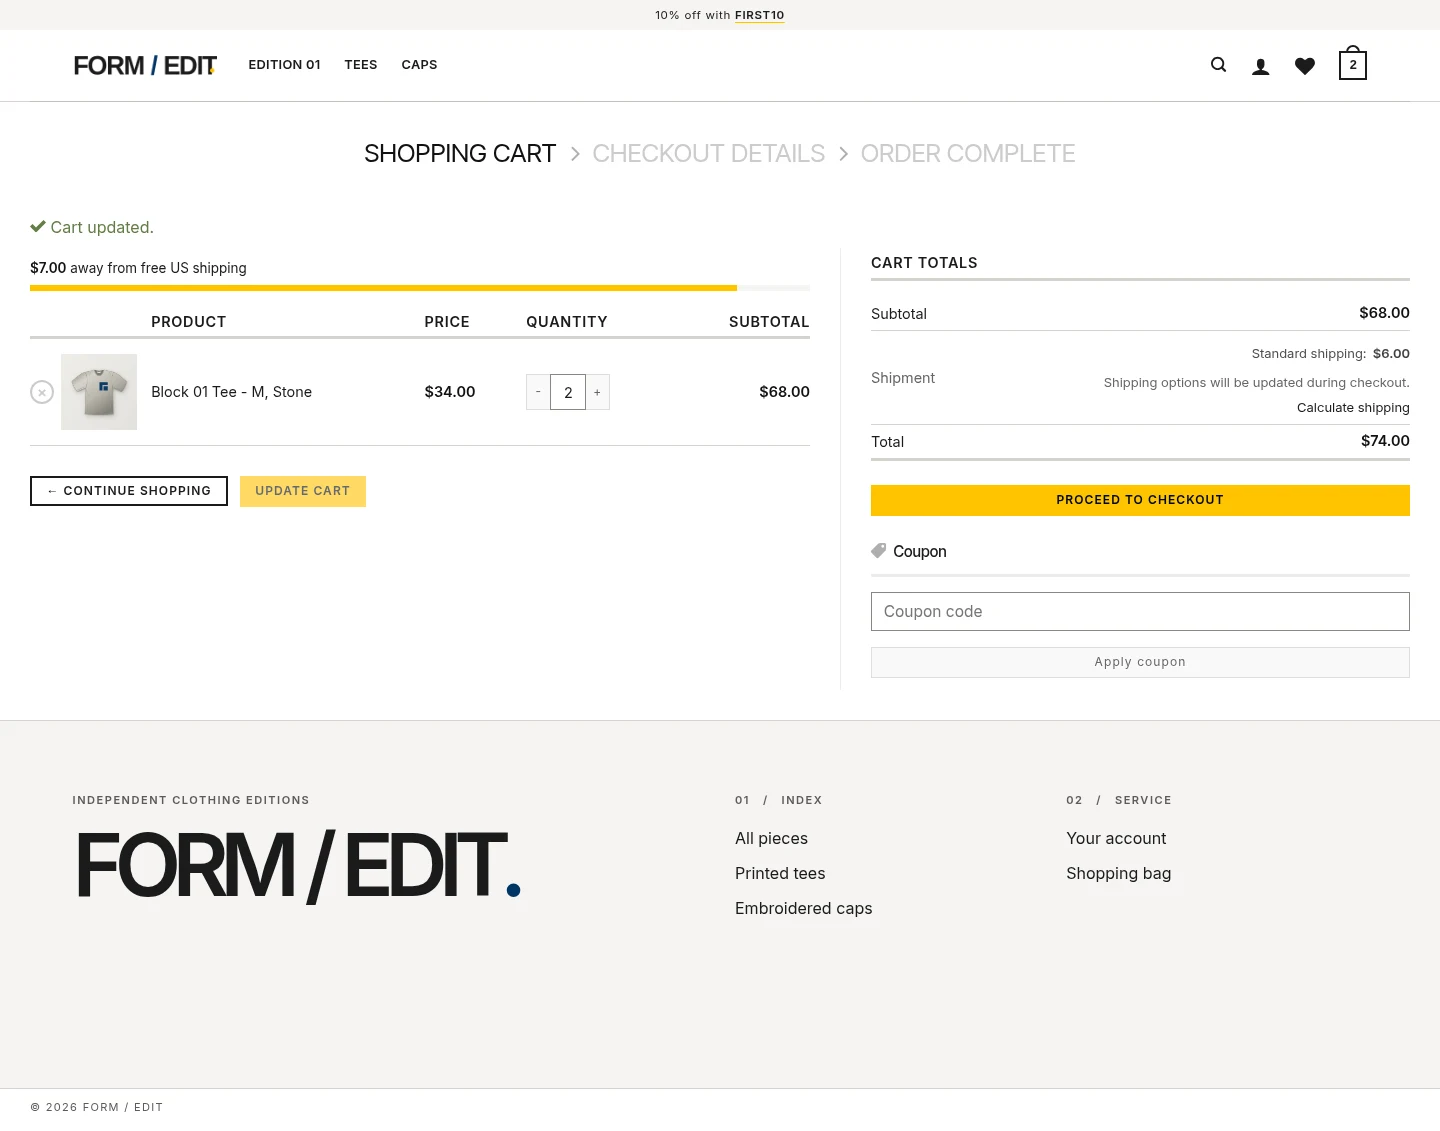 10% off with FIRST10
FORM / EDIT
EDITION 01 TEES CAPS
2
SHOPPING CART > CHECKOUT DETAILS > ORDER COMPLETE
Cart updated.
$7.00 away from free US shipping
PRODUCT PRICE QUANTITY SUBTOTAL
× Block 01 Tee - M, Stone $34.00 - 2 + $68.00
← CONTINUE SHOPPING UPDATE CART
CART TOTALS
Subtotal $68.00
Shipment
Standard shipping: $6.00
Shipping options will be updated during checkout.
Calculate shipping
Total $74.00
PROCEED TO CHECKOUT
Coupon
Coupon code
Apply coupon
INDEPENDENT CLOTHING EDITIONS
FORM / EDIT.
01 / INDEX
All pieces
Printed tees
Embroidered caps
02 / SERVICE
Your account
Shopping bag
© 2026 FORM / EDIT